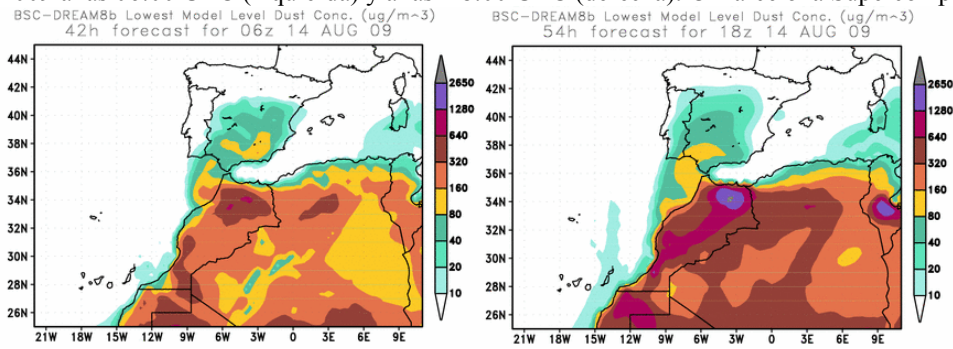 BSC-DREAM8b Lowest Model Level Dust Conc. (ug/m^3)
42h forecast for 06z 14 AUG 09
44N
42N
40N
38N
36N
34N
32N
30N
28N
26N
21W 18W 15W 12W 9W 6W 3W 0 3E 6E 9E
2650
1280
640
320
160
80
40
20
10
BSC-DREAM8b Lowest Model Level Dust Conc. (ug/m^3)
54h forecast for 18z 14 AUG 09
44N
42N
40N
38N
36N
34N
32N
30N
28N
26N
21W 18W 15W 12W 9W 6W 3W 0 3E 6E 9E
2650
1280
640
320
160
80
40
20
10